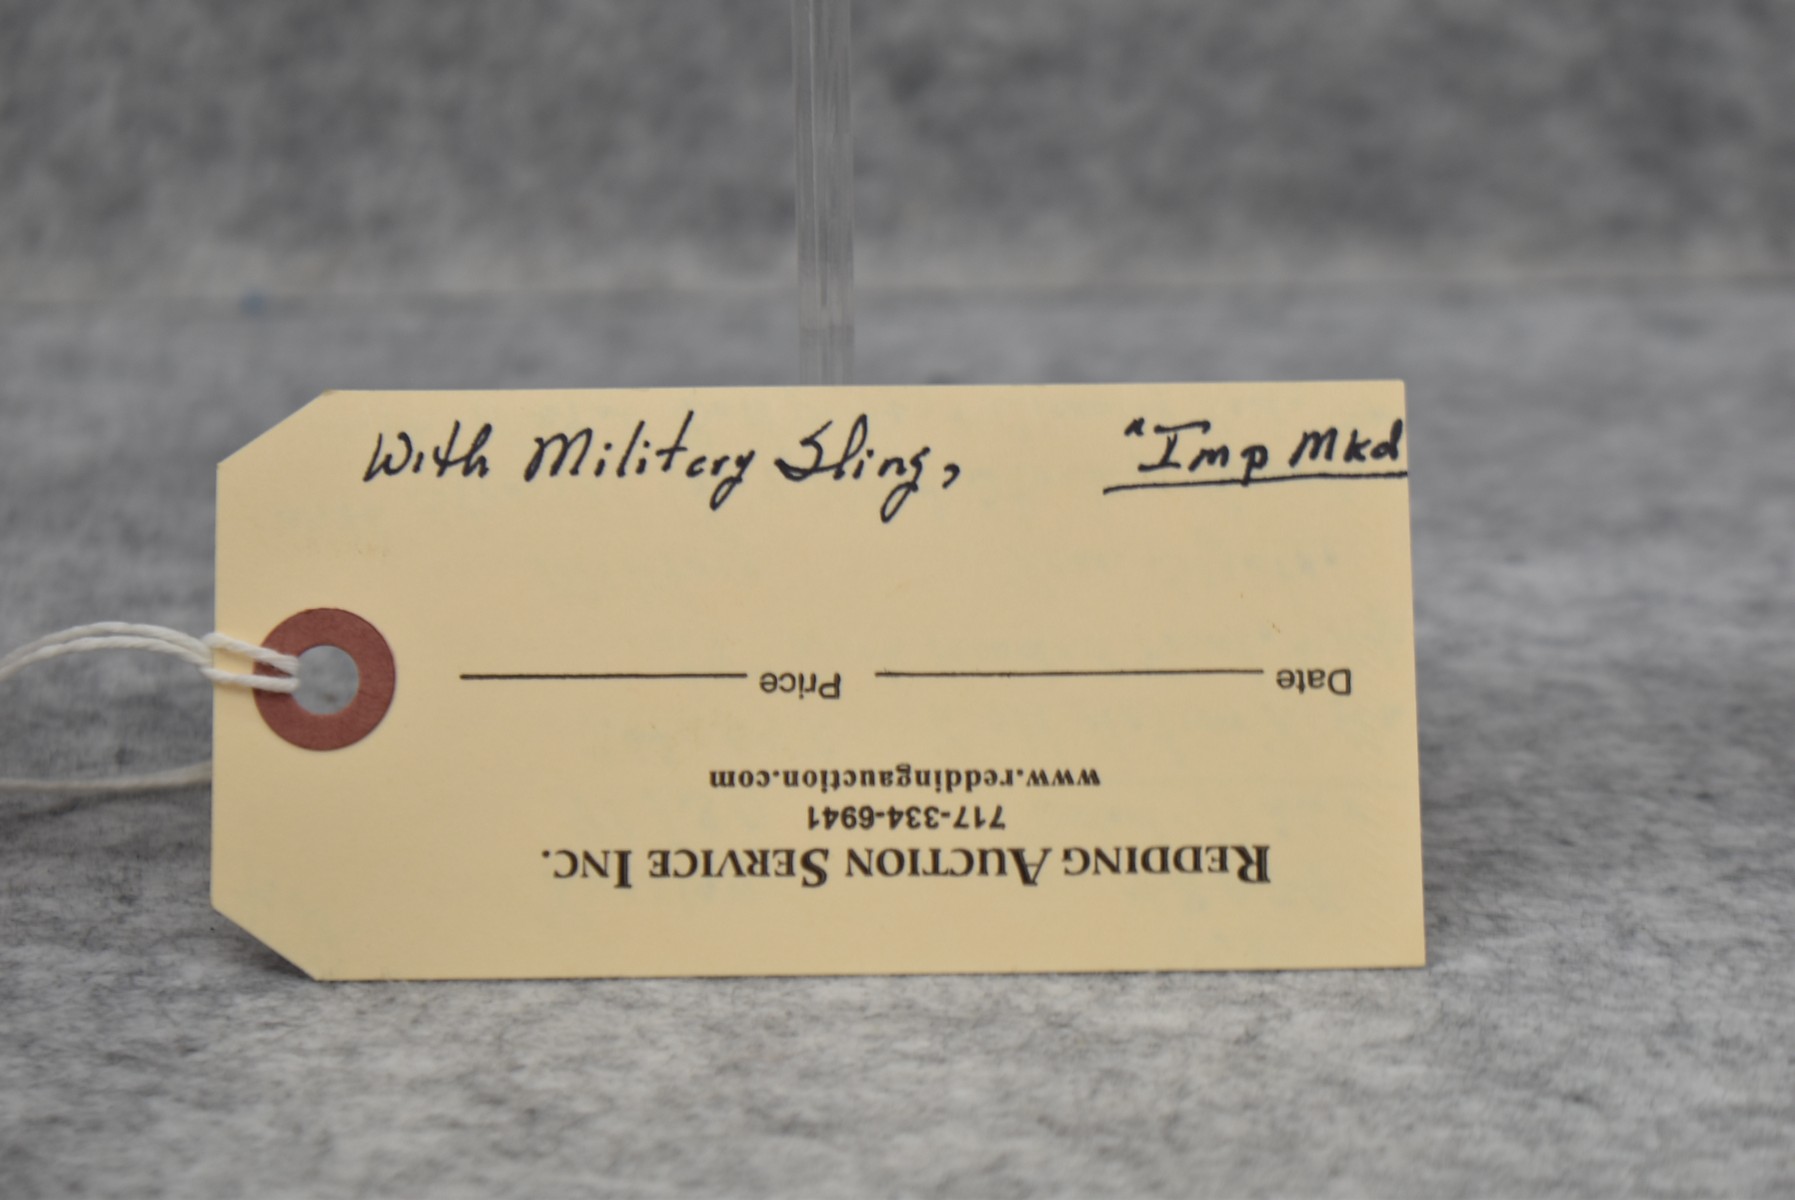 With Military Sling, "Imp Mkd
Date Price
www.reddingauction.com
717-334-6941
REDDING AUCTION SERVICE INC.